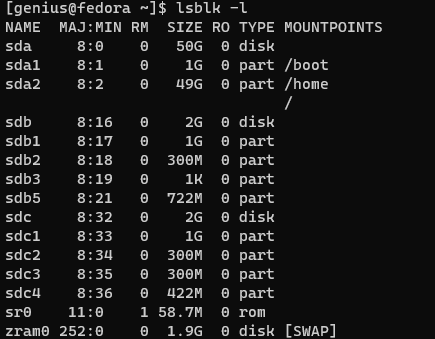 [genius@fedora ~]$ lsblk -l
NAME  MAJ:MIN RM  SIZE RO TYPE MOUNTPOINTS
sda     8:0    0   50G  0 disk
sda1    8:1    0    1G  0 part /boot
sda2    8:2    0   49G  0 part /home
                               /
sdb     8:16   0    2G  0 disk
sdb1    8:17   0    1G  0 part
sdb2    8:18   0  300M  0 part
sdb3    8:19   0    1K  0 part
sdb5    8:21   0  722M  0 part
sdc     8:32   0    2G  0 disk
sdc1    8:33   0    1G  0 part
sdc2    8:34   0  300M  0 part
sdc3    8:35   0  300M  0 part
sdc4    8:36   0  422M  0 part
sr0    11:0    1 58.7M  0 rom
zram0 252:0    0  1.9G  0 disk [SWAP]